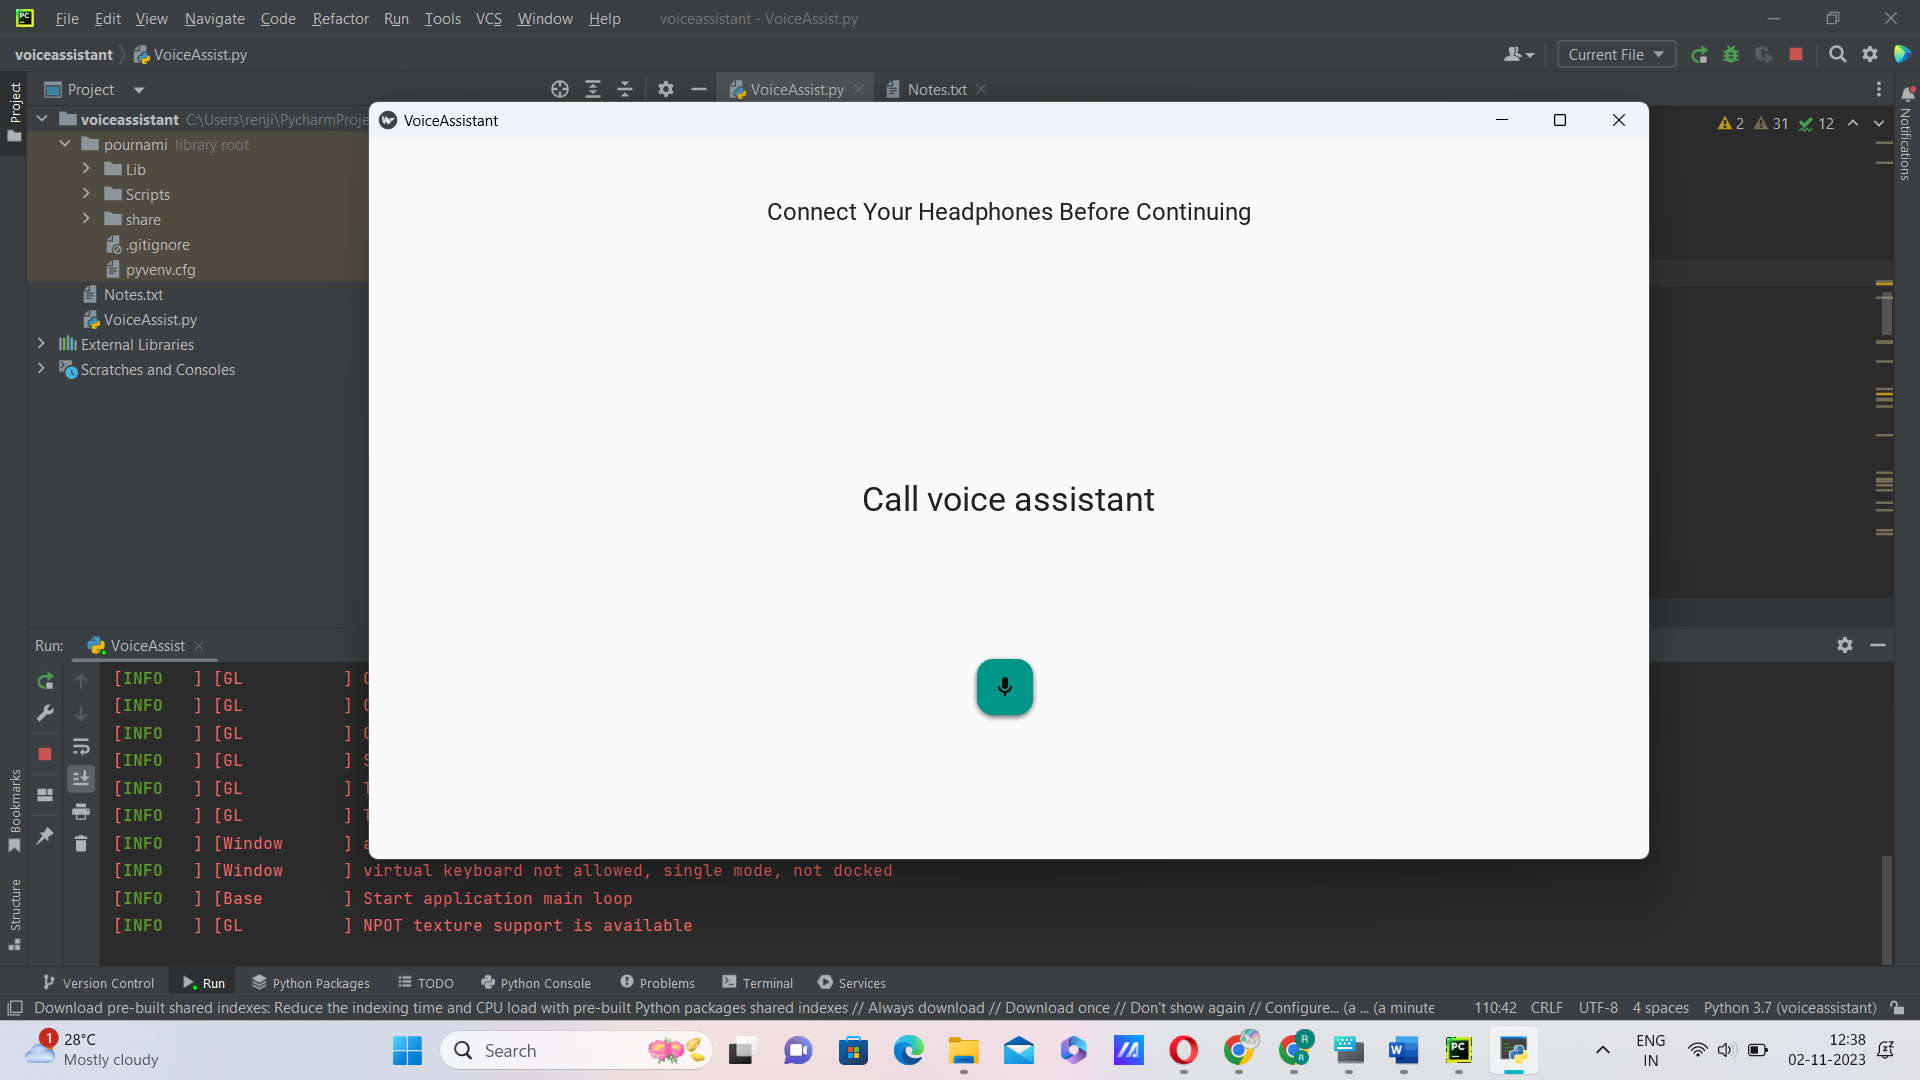 File Edit View Navigate Code Refactor Run Tools VCS Window Help voiceassistant - VoiceAssist.py
voiceassistant VoiceAssist.py Current File
Project VoiceAssist.py Notes.txt
Project
Notifications
voiceassistant C:\Users\renji\PycharmProje
2 31 12
pournami library root
Lib
Scripts
share
.gitignore
pyvenv.cfg
Notes.txt
VoiceAssist.py
External Libraries
Scratches and Consoles
VoiceAssistant
Connect Your Headphones Before Continuing
Call voice assistant
Run: VoiceAssist
[INFO ] [GL ]
[INFO ] [GL ]
[INFO ] [GL ]
[INFO ] [GL ]
[INFO ] [GL ]
[INFO ] [GL ]
[INFO ] [Window ]
[INFO ] [Window ] virtual keyboard not allowed, single mode, not docked
[INFO ] [Base ] Start application main loop
[INFO ] [GL ] NPOT texture support is available
Bookmarks
Structure
Version Control Run Python Packages TODO Python Console Problems Terminal Services
Download pre-built shared indexes: Reduce the indexing time and CPU load with pre-built Python packages shared indexes // Always download // Download once // Don't show again // Configure... (a ... (a minute 110:42 CRLF UTF-8 4 spaces Python 3.7 (voiceassistant)
1 28°C
Mostly cloudy
Search
ENG
IN
12:38
02-11-2023